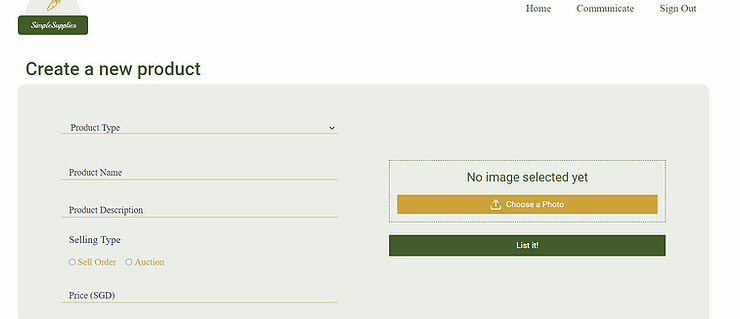 SimpleSupplies
Home Communicate Sign Out
Create a new product
Product Type
Product Name
Product Description
Selling Type
Sell Order Auction
Price (SGD)
No image selected yet
Choose a Photo
List it!